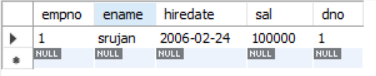 empno ename hiredate sal dno
1 srujan 2006-02-24 100000 1
NULL NULL NULL NULL NULL